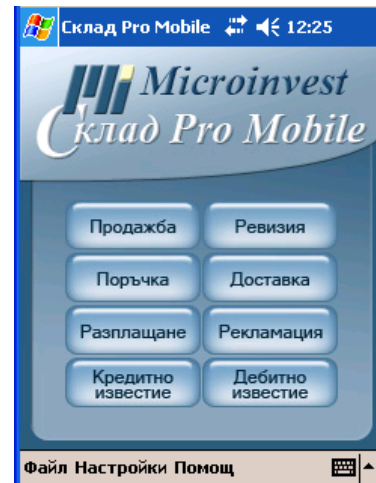 Склад Pro Mobile 12:25
Microinvest
Склад Pro Mobile
Продажба Ревизия
Поръчка Доставка
Разплащане Рекламация
Кредитно известие Дебитно известие
Файл Настройки Помощ